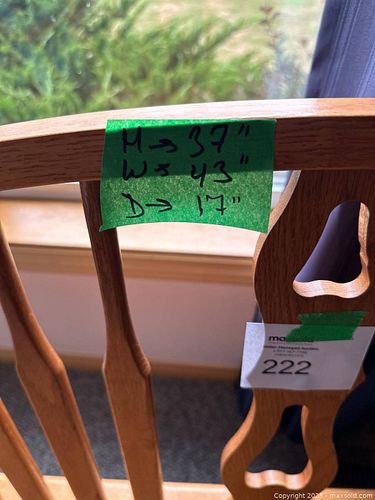 H → 37"
W → 43"
D → 17"
222
Copyright 2023 - maxsold.com